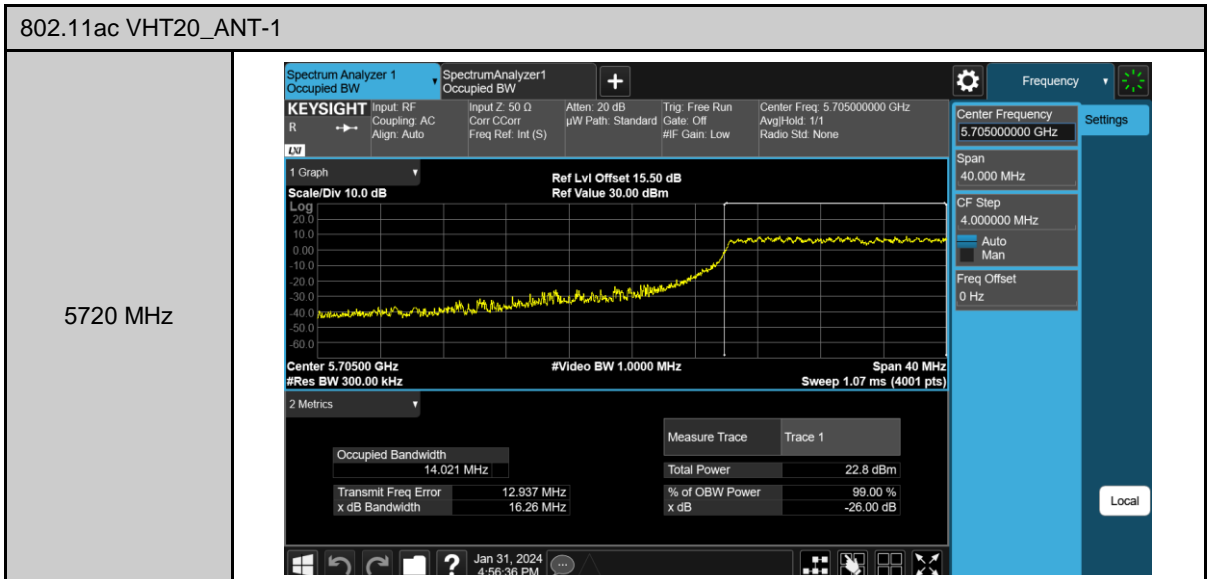 802.11ac VHT20_ANT-1
5720 MHz
Spectrum Analyzer 1
Occupied BW
SpectrumAnalyzer1
Occupied BW
Frequency
KEYSIGHT
R
LXI
Input: RF
Coupling: AC
Align: Auto
Input Z: 50 Ω
Corr CCorr
Freq Ref: Int (S)
Atten: 20 dB
µW Path: Standard
Trig: Free Run
Gate: Off
#IF Gain: Low
Center Freq: 5.705000000 GHz
Avg|Hold: 1/1
Radio Std: None
Center Frequency
5.705000000 GHz
Settings
Span
40.000 MHz
CF Step
4.000000 MHz
Auto
Man
Freq Offset
0 Hz
1 Graph
Scale/Div 10.0 dB
Ref Lvl Offset 15.50 dB
Ref Value 30.00 dBm
Log
20.0
10.0
0.00
-10.0
-20.0
-30.0
-40.0
-50.0
-60.0
Center 5.70500 GHz
#Res BW 300.00 kHz
#Video BW 1.0000 MHz
Span 40 MHz
Sweep 1.07 ms (4001 pts)
2 Metrics
Measure Trace Trace 1
Occupied Bandwidth
14.021 MHz
Total Power 22.8 dBm
Transmit Freq Error 12.937 MHz
% of OBW Power 99.00 %
x dB Bandwidth 16.26 MHz
x dB -26.00 dB
Local
?
Jan 31, 2024
4:56:36 PM